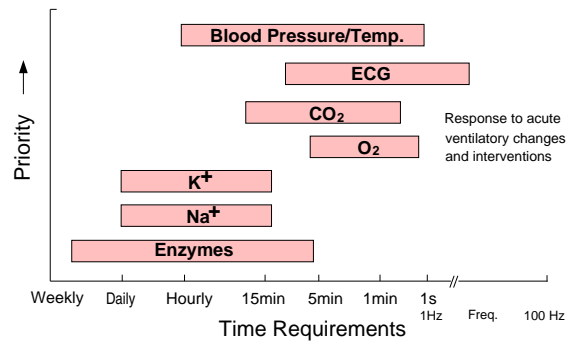 Blood Pressure/Temp.
ECG
CO₂
O₂
Response to acute
ventilatory changes
and interventions
K⁺
Na⁺
Enzymes
Priority
Weekly Daily Hourly 15min 5min 1min 1s
1Hz Freq. 100 Hz
Time Requirements